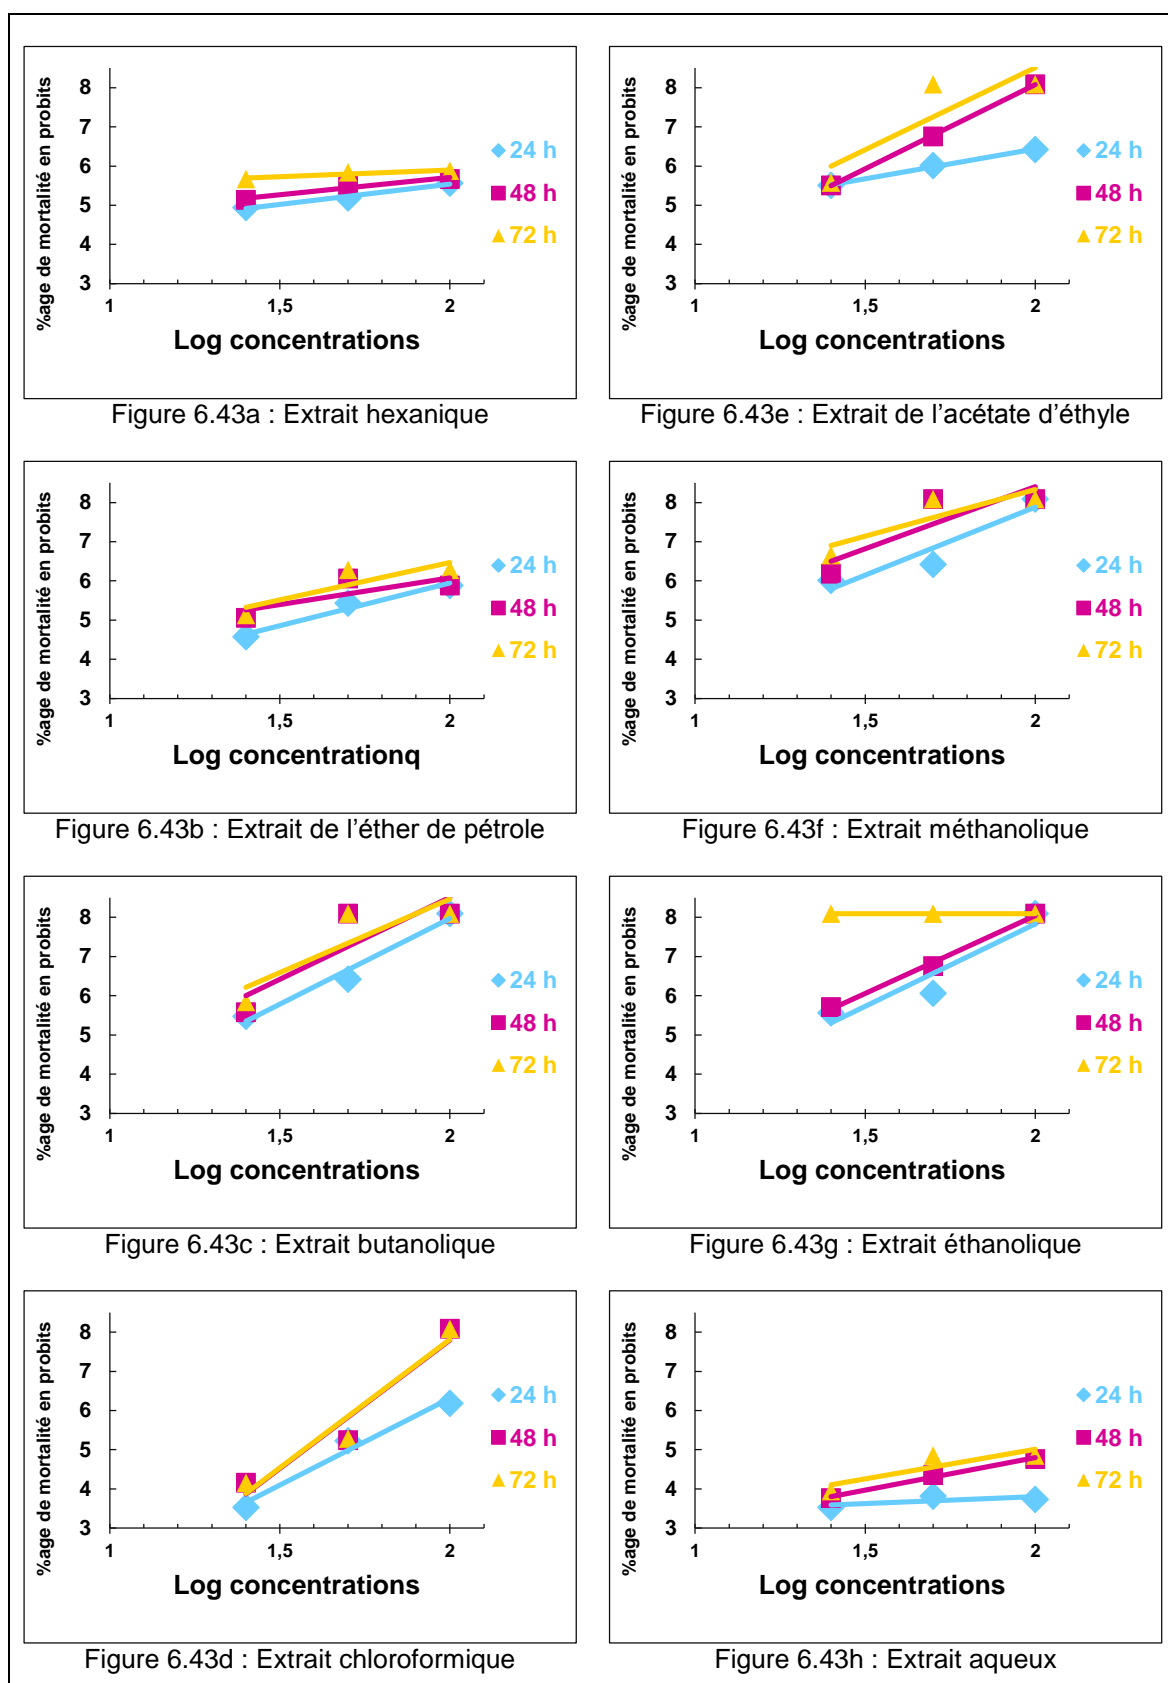 %age de mortalité en probits
8
7
6
5
4
3
1
1,5
2
Log concentrations
24 h
48 h
72 h
Figure 6.43a : Extrait hexanique
%age de mortalité en probits
8
7
6
5
4
3
1
1,5
2
Log concentrations
24 h
48 h
72 h
Figure 6.43e : Extrait de l’acétate d’éthyle
%age de mortalité en probits
8
7
6
5
4
3
1
1,5
2
Log concentrationq
24 h
48 h
72 h
Figure 6.43b : Extrait de l’éther de pétrole
%age de mortalité en probits
8
7
6
5
4
3
1
1,5
2
Log concentrations
24 h
48 h
72 h
Figure 6.43f : Extrait méthanolique
%age de mortalité en probits
8
7
6
5
4
3
1
1,5
2
Log concentrations
24 h
48 h
72 h
Figure 6.43c : Extrait butanolique
%age de mortalité en probits
8
7
6
5
4
3
1
1,5
2
Log concentrations
24 h
48 h
72 h
Figure 6.43g : Extrait éthanolique
%age de mortalité en probits
8
7
6
5
4
3
1
1,5
2
Log concentrations
24 h
48 h
72 h
Figure 6.43d : Extrait chloroformique
%age de mortalité en probits
8
7
6
5
4
3
1
1,5
2
Log concentrations
24 h
48 h
72 h
Figure 6.43h : Extrait aqueux